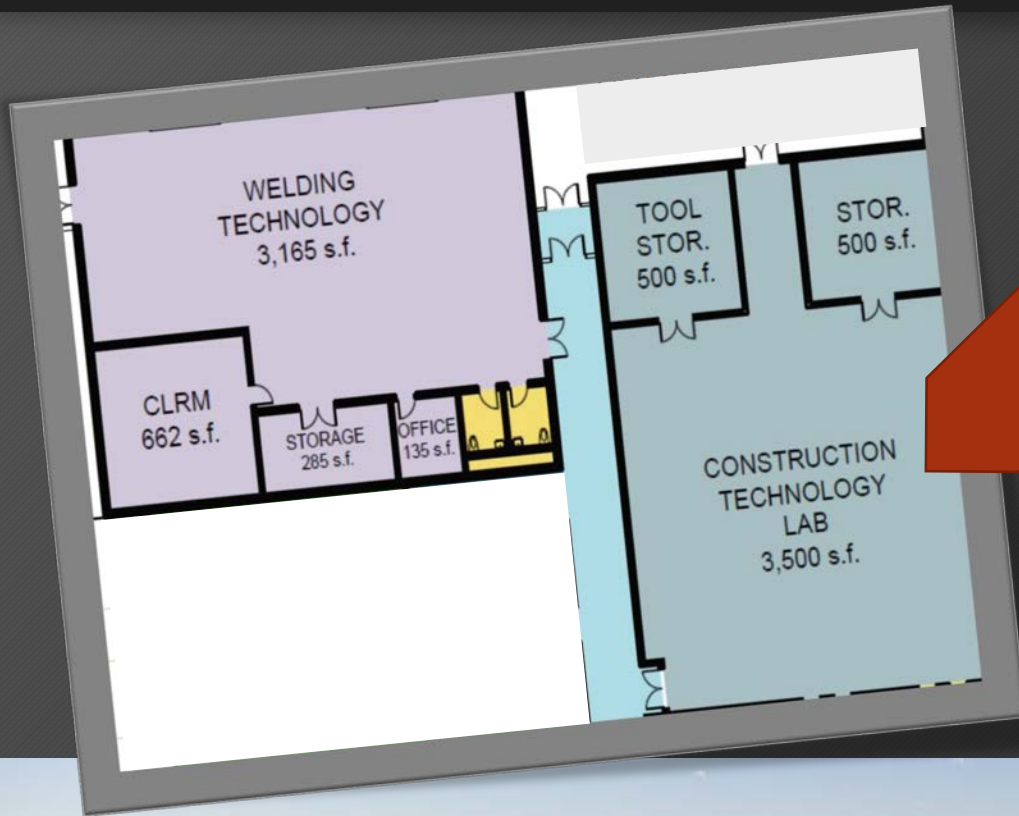 WELDING
TECHNOLOGY
3,165 s.f.
TOOL
STOR.
500 s.f.
STOR.
500 s.f.
CLRM
662 s.f.
STORAGE
285 s.f.
OFFICE
135 s.f.
CONSTRUCTION
TECHNOLOGY
LAB
3,500 s.f.